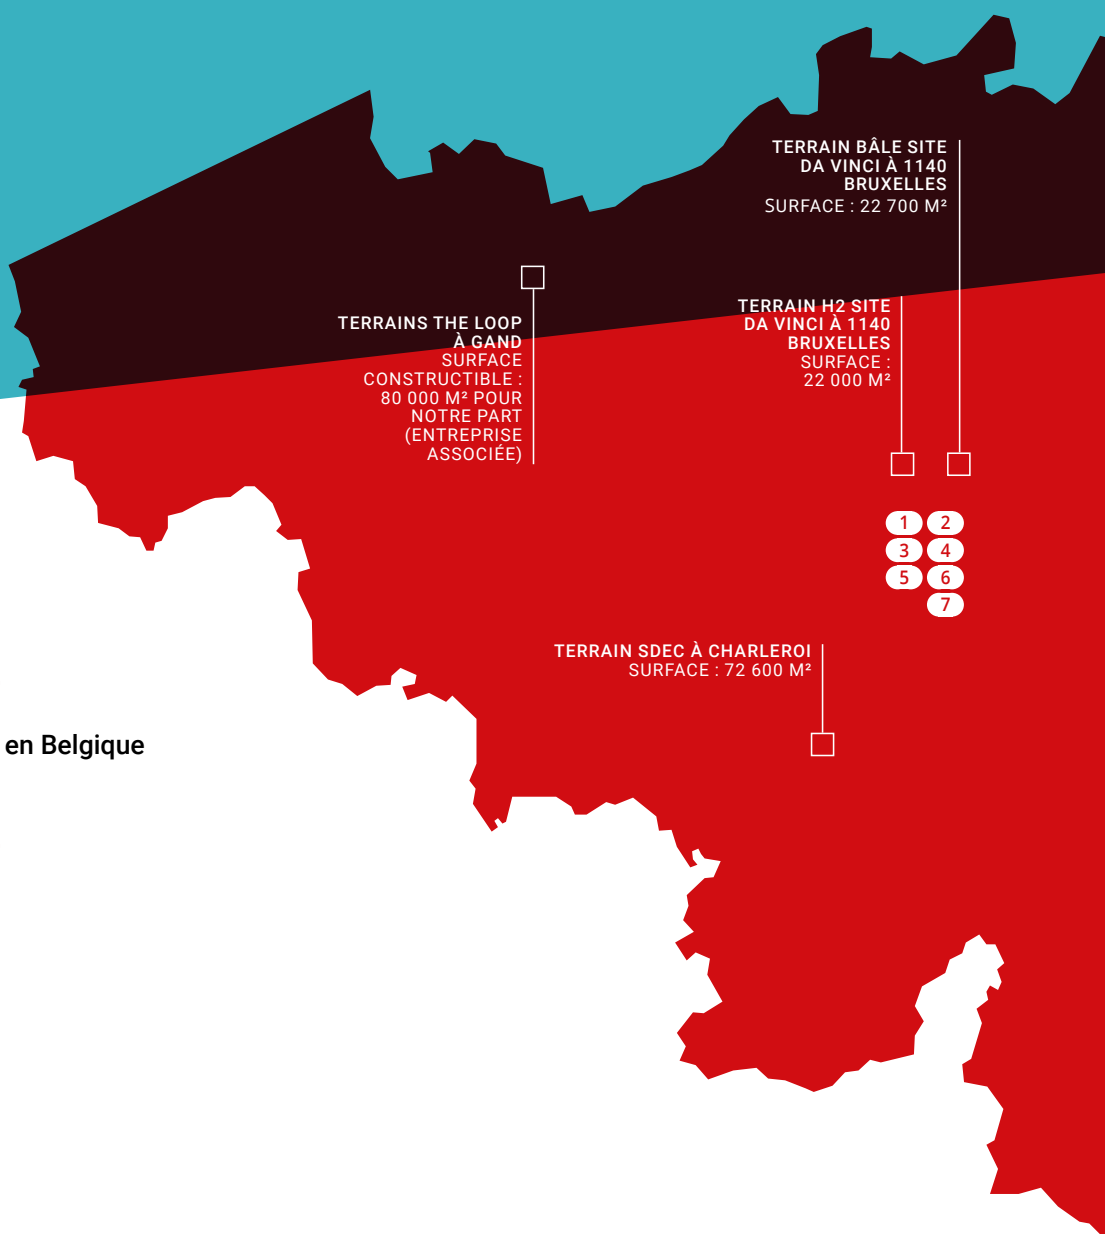 TERRAIN BÂLE SITE
DA VINCI À 1140
BRUXELLES
SURFACE : 22 700 M²
TERRAIN H2 SITE
DA VINCI À 1140
BRUXELLES
SURFACE :
22 000 M²
TERRAINS THE LOOP
À GAND
SURFACE
CONSTRUCTIBLE :
80 000 M² POUR
NOTRE PART
(ENTREPRISE
ASSOCIÉE)
1 2
3 4
5 6
7
TERRAIN SDEC À CHARLEROI
SURFACE : 72 600 M²
en Belgique